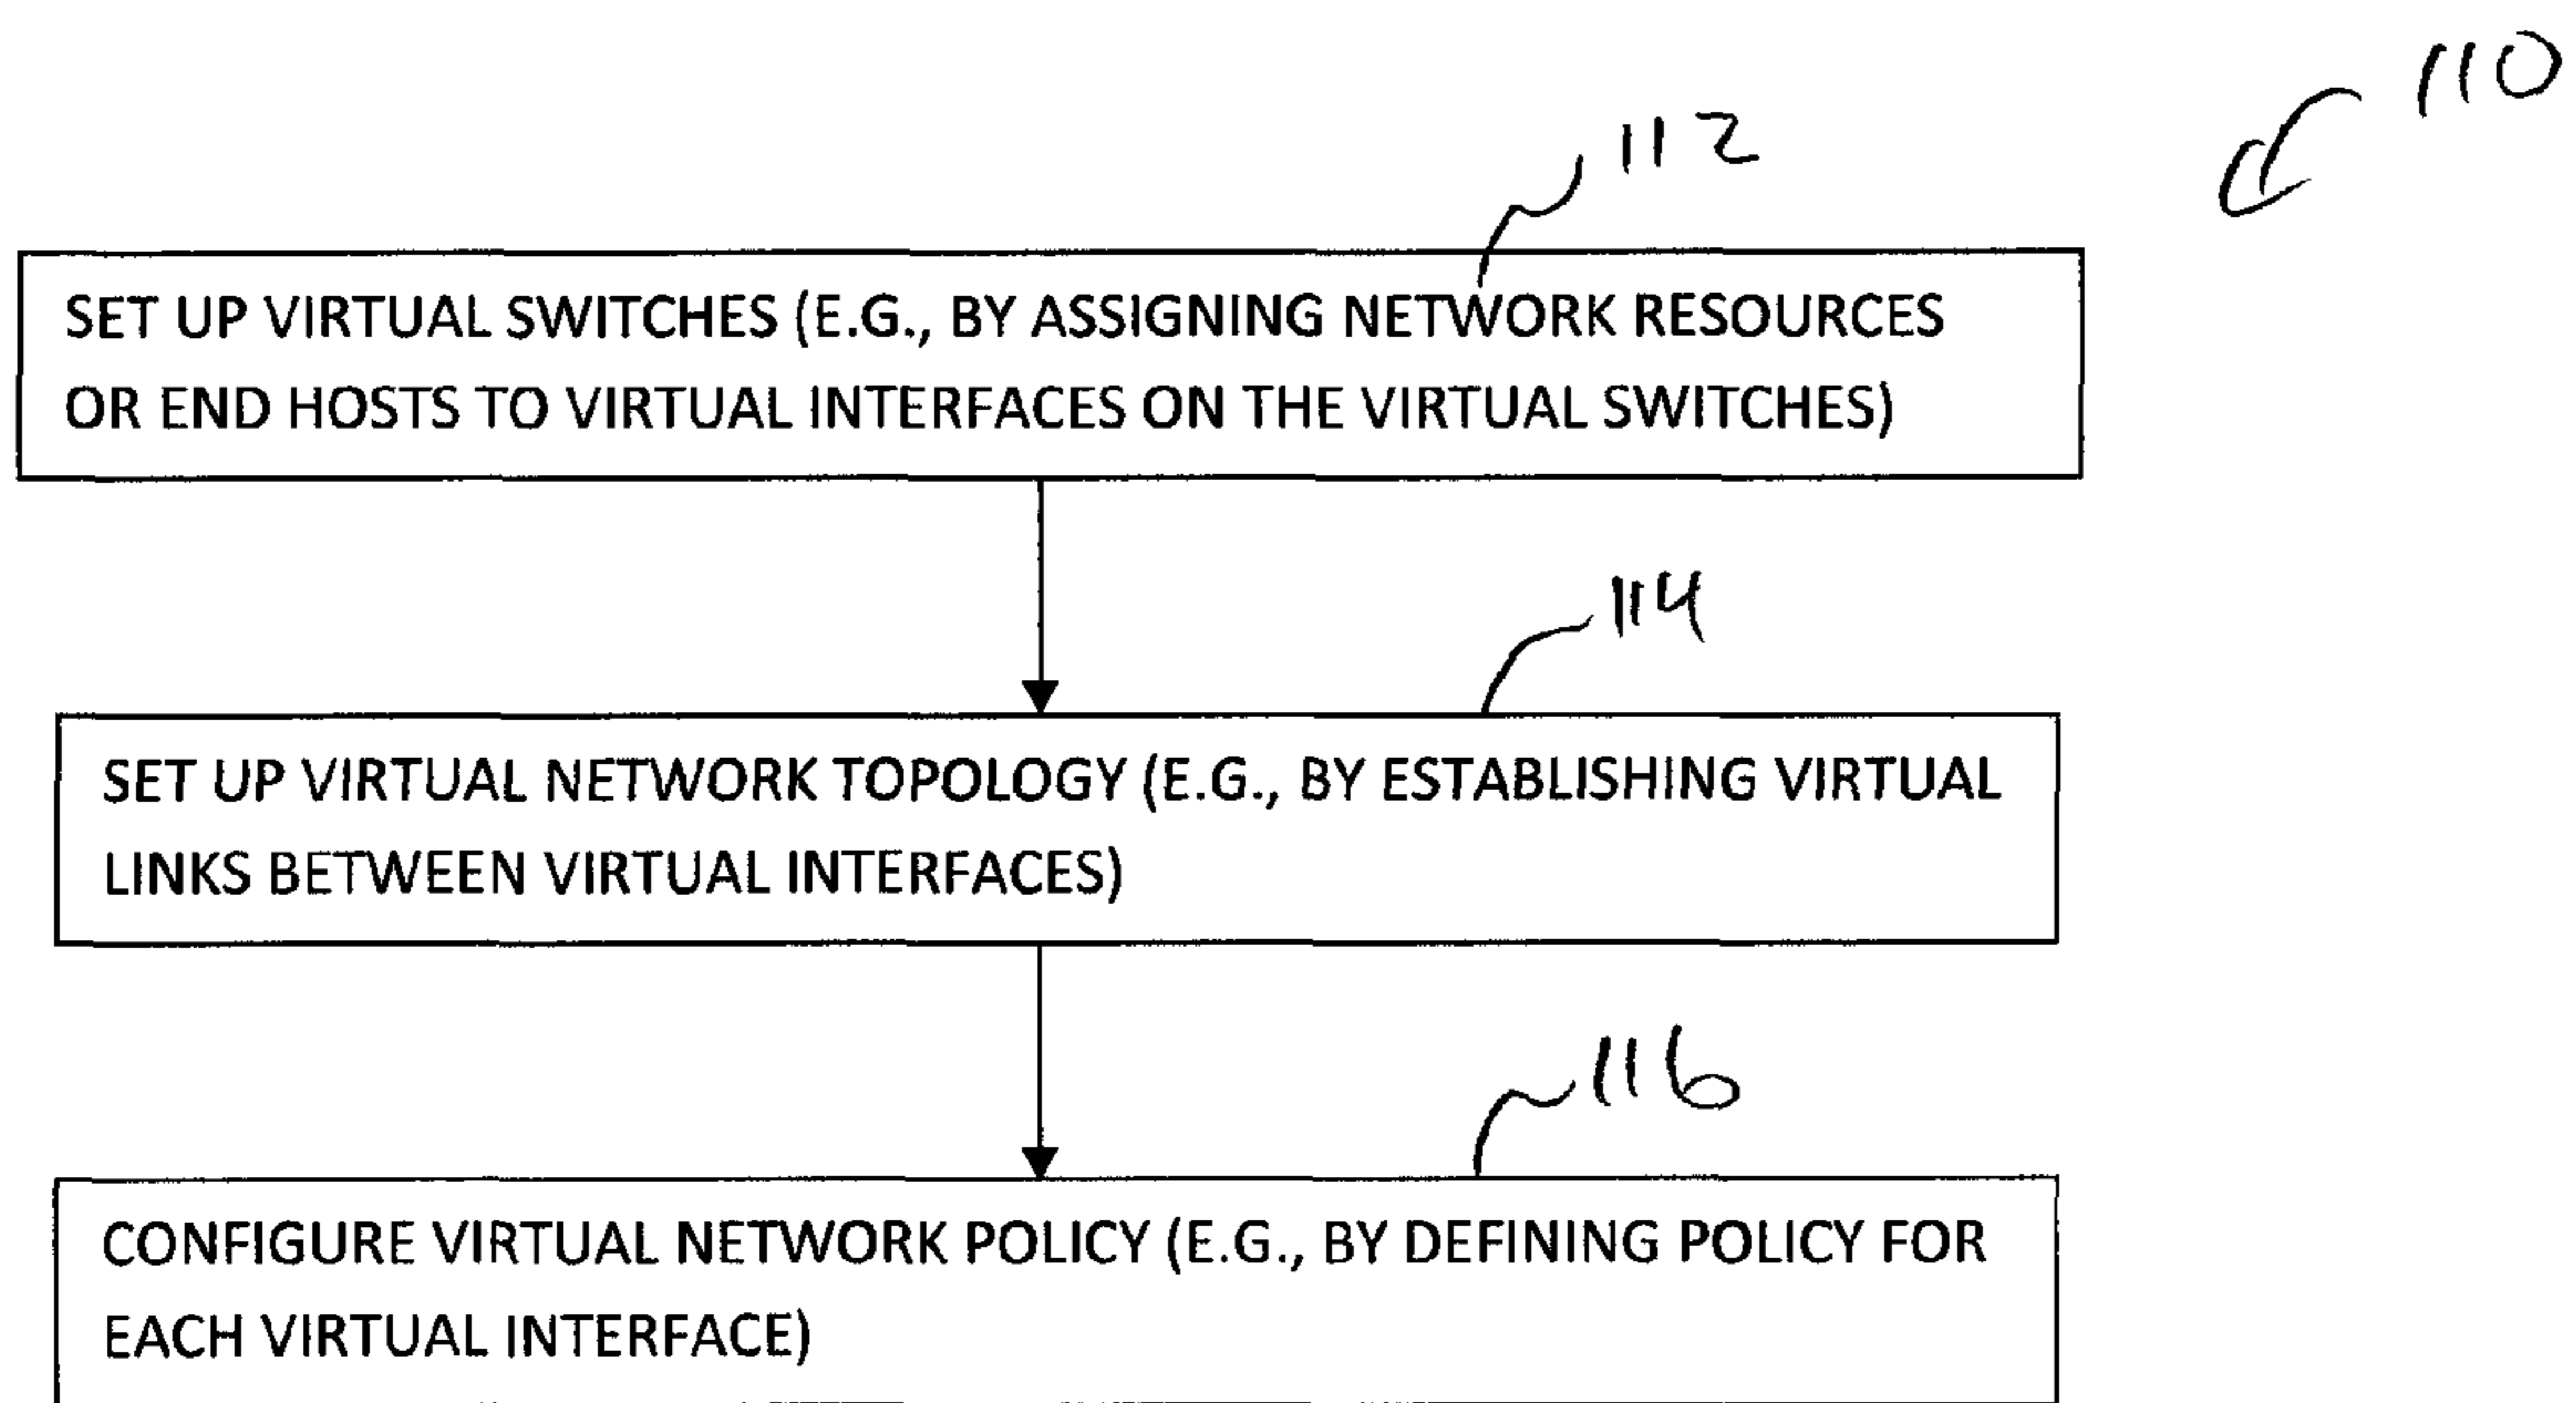 110
112
SET UP VIRTUAL SWITCHES (E.G., BY ASSIGNING NETWORK RESOURCES
OR END HOSTS TO VIRTUAL INTERFACES ON THE VIRTUAL SWITCHES)
114
SET UP VIRTUAL NETWORK TOPOLOGY (E.G., BY ESTABLISHING VIRTUAL
LINKS BETWEEN VIRTUAL INTERFACES)
116
CONFIGURE VIRTUAL NETWORK POLICY (E.G., BY DEFINING POLICY FOR
EACH VIRTUAL INTERFACE)